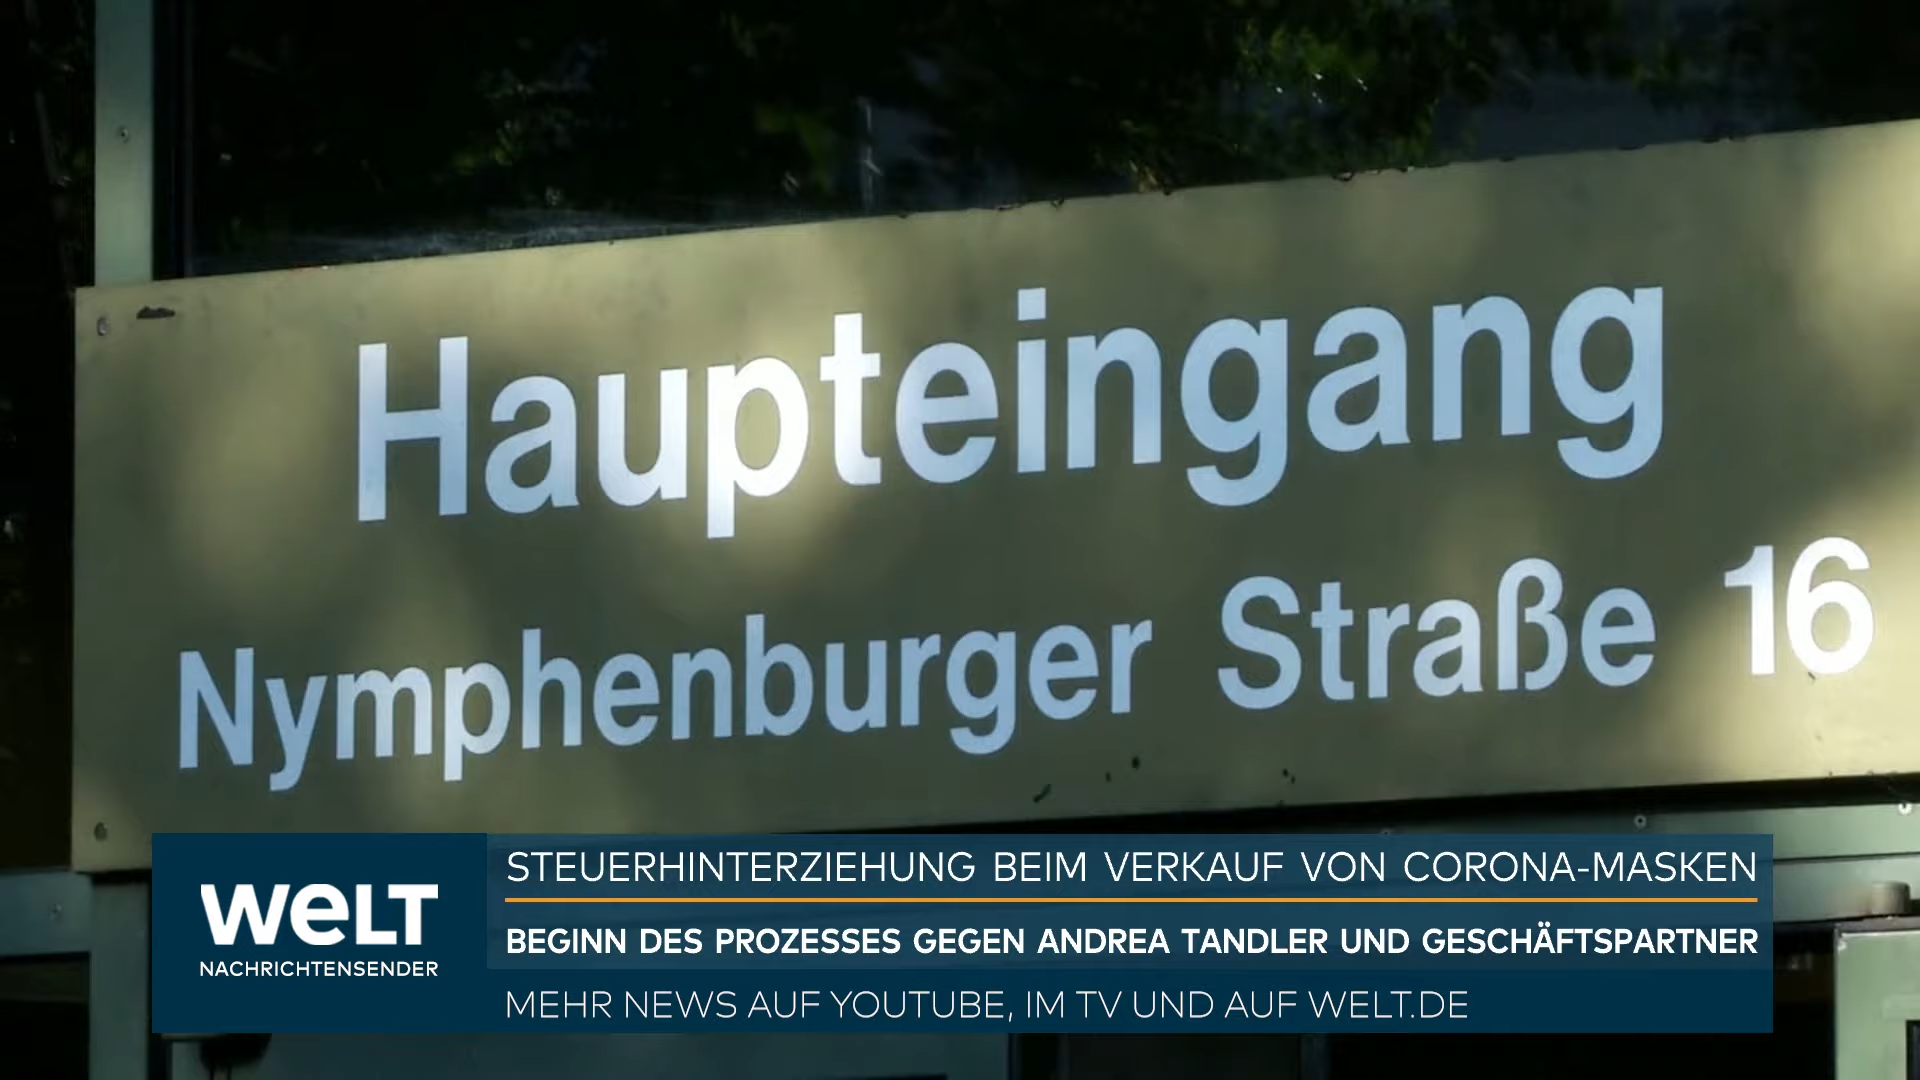 Haupteingang
Nymphenburger Straße 16
WELT
NACHRICHTENSENDER
STEUERHINTERZIEHUNG BEIM VERKAUF VON CORONA-MASKEN
BEGINN DES PROZESSES GEGEN ANDREA TANDLER UND GESCHÄFTSPARTNER
MEHR NEWS AUF YOUTUBE, IM TV UND AUF WELT.DE